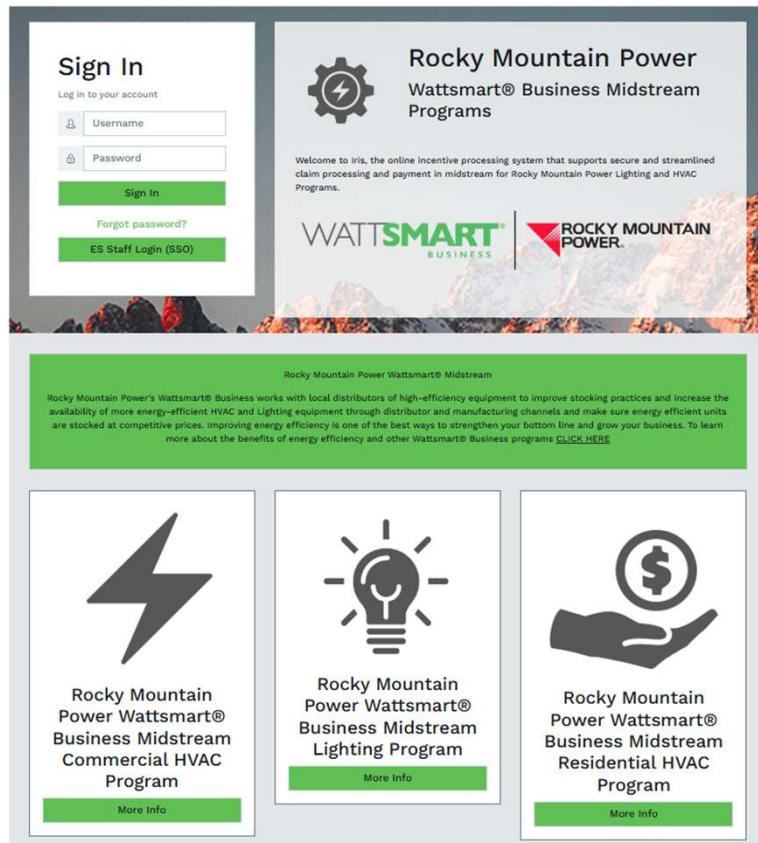 Sign In
Log in to your account
Username
Password
Sign In
Forgot password?
ES Staff Login (SSO)
Rocky Mountain Power
Wattsmart® Business Midstream
Programs
Welcome to Iris, the online incentive processing system that supports secure and streamlined
claim processing and payment in midstream for Rocky Mountain Power Lighting and HVAC
Programs.
WATTSMART®
BUSINESS
ROCKY MOUNTAIN
POWER.
Rocky Mountain Power Wattsmart® Midstream
Rocky Mountain Power's Wattsmart® Business works with local distributors of high-efficiency equipment to improve stocking practices and increase the
availability of more energy-efficient HVAC and Lighting equipment through distributor and manufacturing channels and make sure energy efficient units
are stocked at competitive prices. Improving energy efficiency is one of the best ways to strengthen your bottom line and grow your business. To learn
more about the benefits of energy efficiency and other Wattsmart® Business programs CLICK HERE
Rocky Mountain
Power Wattsmart®
Business Midstream
Commercial HVAC
Program
More Info
Rocky Mountain
Power Wattsmart®
Business Midstream
Lighting Program
More Info
Rocky Mountain
Power Wattsmart®
Business Midstream
Residential HVAC
Program
More Info